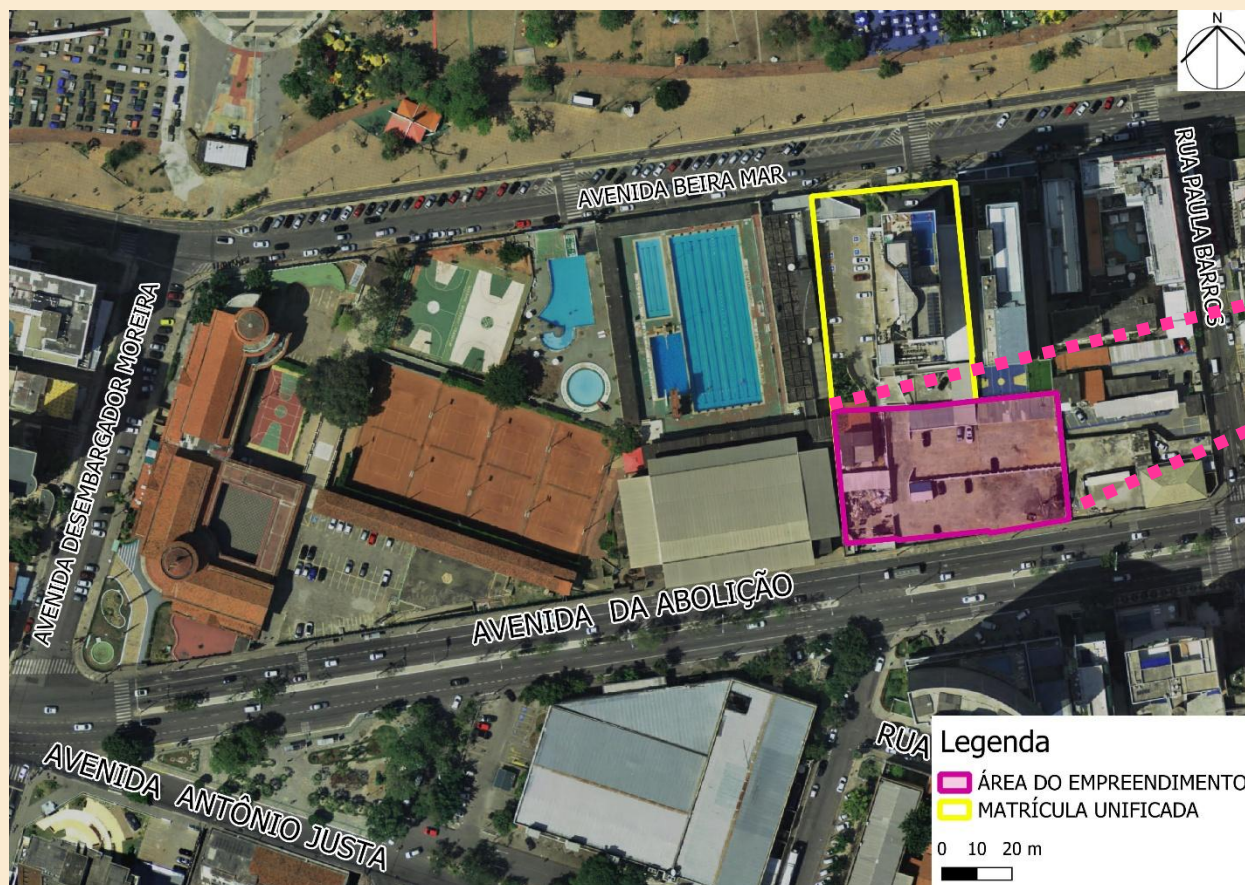 N
AVENIDA BEIRA MAR
RUA PAULA BARROS
AVENIDA DESEMBARGADOR MOREIRA
AVENIDA DA ABOLIÇÃO
RUA
AVENIDA ANTÔNIO JUSTA
Legenda
ÁREA DO EMPREENDIMENTO
MATRÍCULA UNIFICADA
0 10 20 m